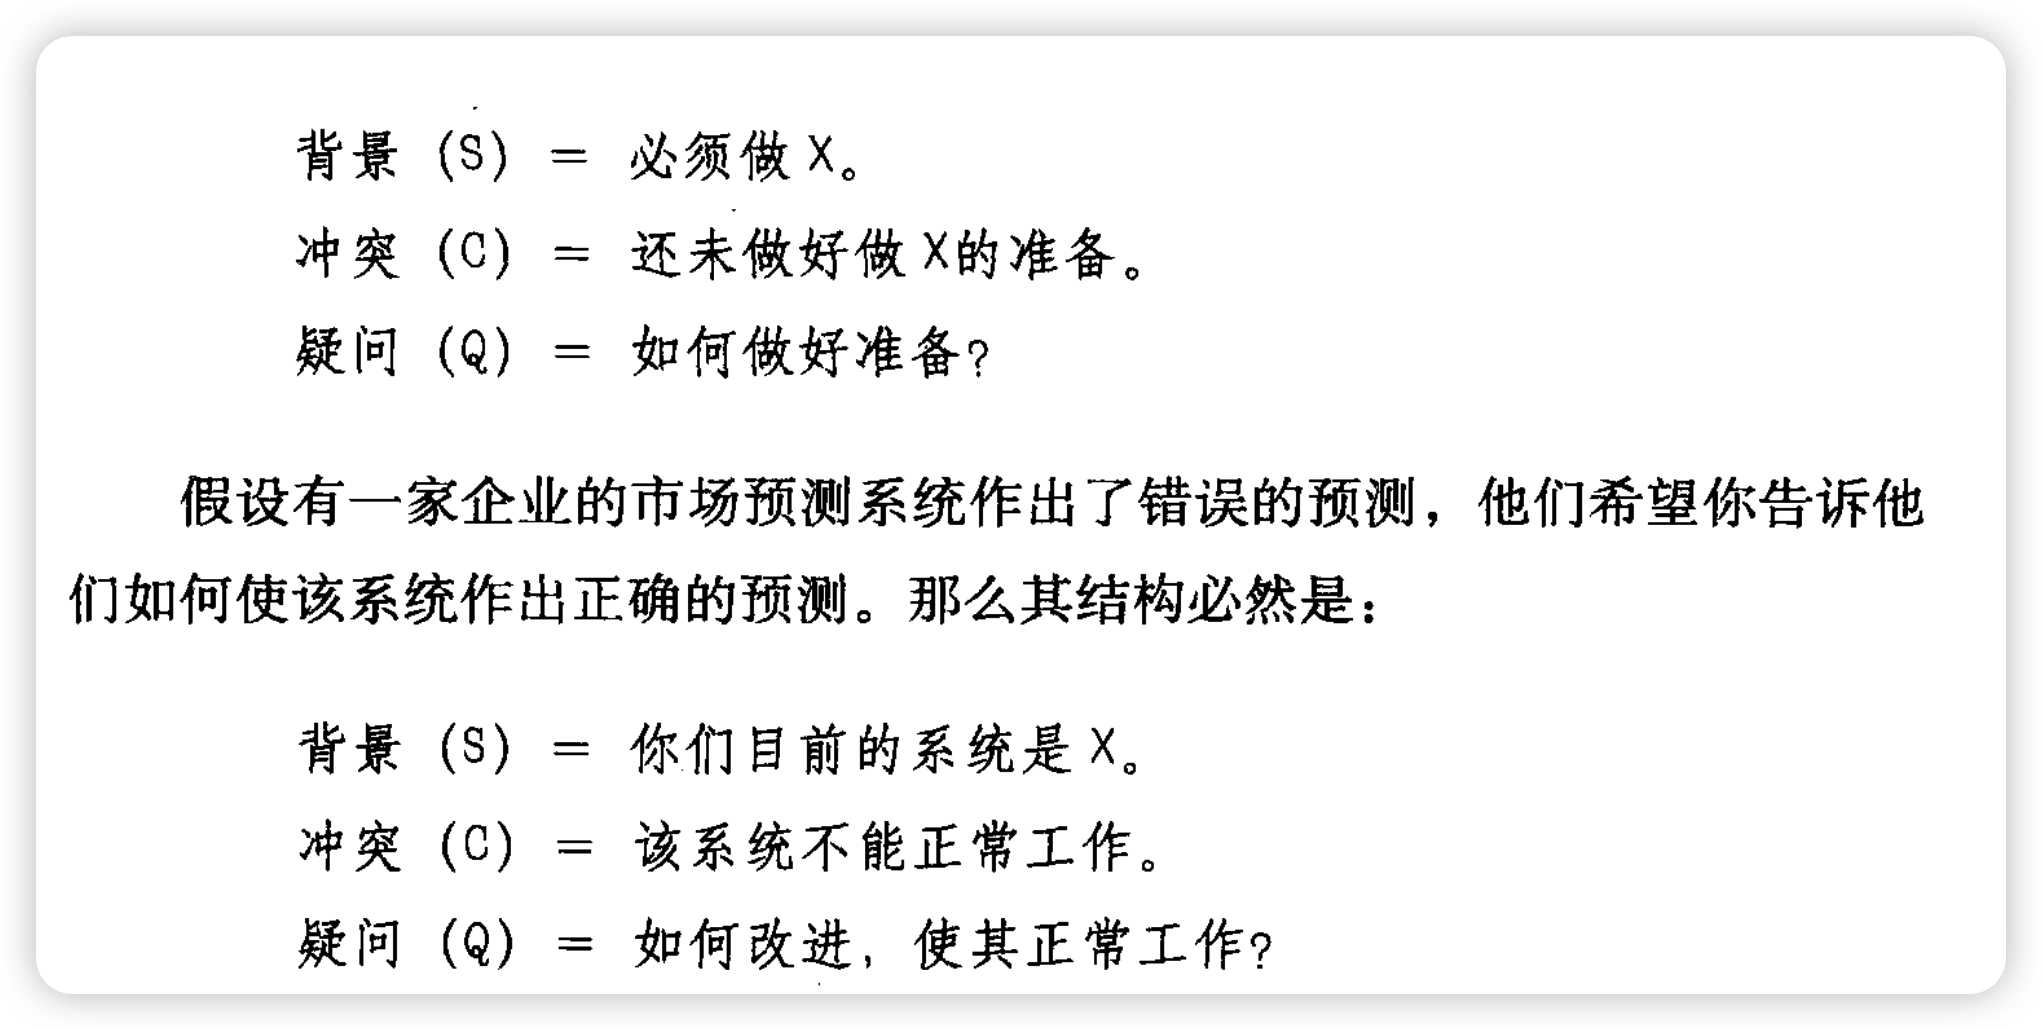 背景（S） = 必须做 X。
冲突（C） = 还未做好做 X的准备。
疑问（Q） = 如何做好准备？
假设有一家企业的市场预测系统作出了错误的预测，他们希望你告诉他
们如何使该系统作出正确的预测。那么其结构必然是：
背景（S） = 你们目前的系统是 X。
冲突（C） = 该系统不能正常工作。
疑问（Q） = 如何改进，使其正常工作？